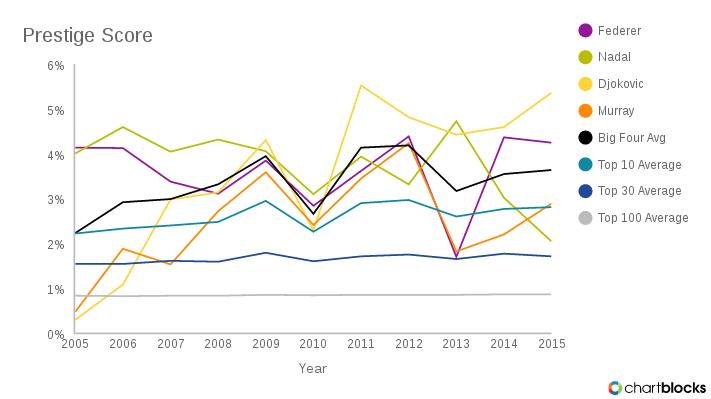 Prestige Score
6%
5%
4%
3%
2%
1%
0%
2005 2006 2007 2008 2009 2010 2011 2012 2013 2014 2015
Year
Federer
Nadal
Djokovic
Murray
Big Four Avg
Top 10 Average
Top 30 Average
Top 100 Average
chartblocks